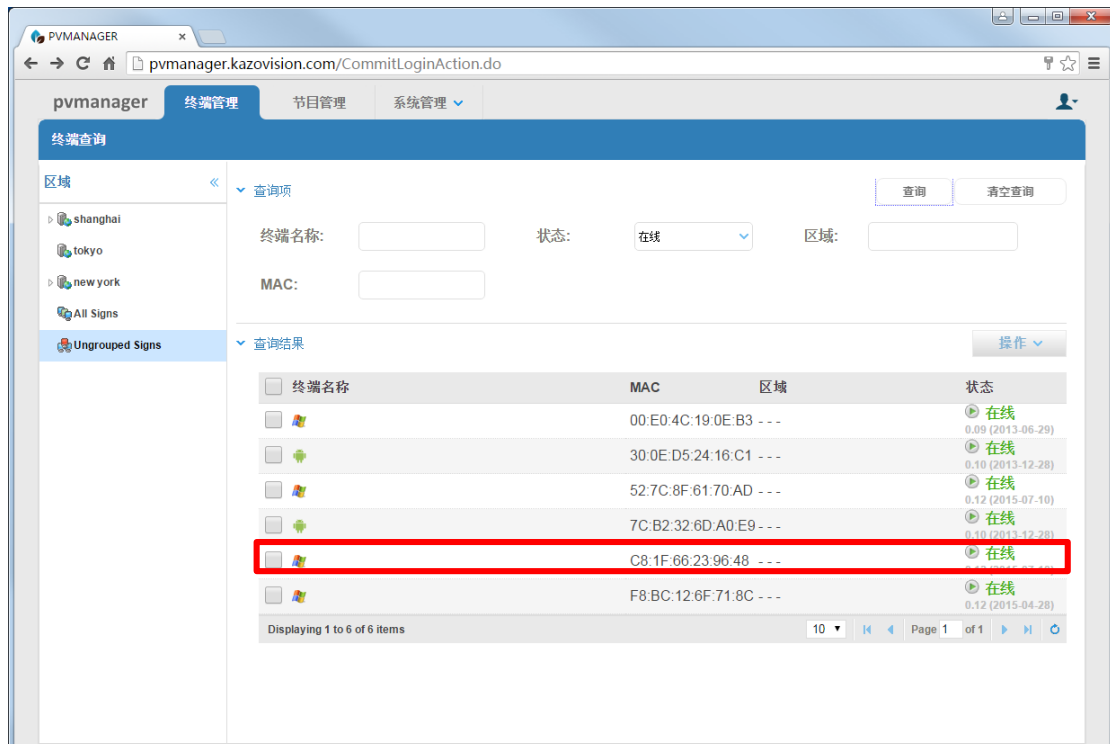 PVMANAGER
pvmanager.kazovision.com/CommitLoginAction.do
pvmanager 终端管理 节目管理 系统管理
终端查询
区域
shanghai
tokyo
new york
All Signs
Ungrouped Signs
查询项 查询 清空查询
终端名称: 状态: 在线 区域:
MAC:
查询结果 操作
终端名称 MAC 区域 状态
00:E0:4C:19:0E:B3 - - - 在线
0.09 (2013-06-29)
30:0E:D5:24:16:C1 - - - 在线
0.10 (2013-12-28)
52:7C:8F:61:70:AD - - - 在线
0.12 (2015-07-10)
7C:B2:32:6D:A0:E9 - - - 在线
0.10 (2013-12-28)
C8:1F:66:23:96:48 - - - 在线
F8:BC:12:6F:71:8C - - - 在线
0.12 (2015-04-28)
Displaying 1 to 6 of 6 items 10 Page 1 of 1